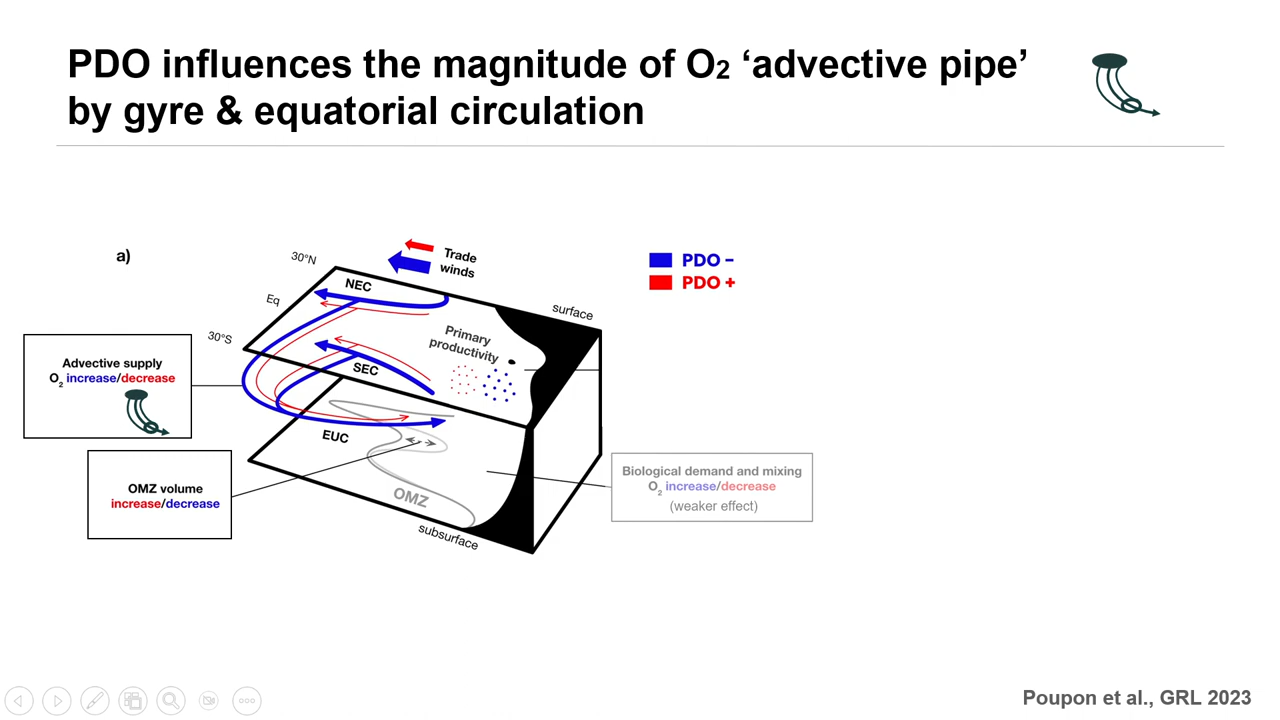 PDO influences the magnitude of O2 ‘advective pipe’
by gyre & equatorial circulation
a)
30°N
Trade
winds
PDO –
PDO +
NEC
Eq
surface
30°S
Primary
productivity
SEC
Advective supply
O2 increase/decrease
EUC
OMZ volume
increase/decrease
OMZ
Biological demand and mixing
O2 increase/decrease
(weaker effect)
subsurface
Poupon et al., GRL 2023